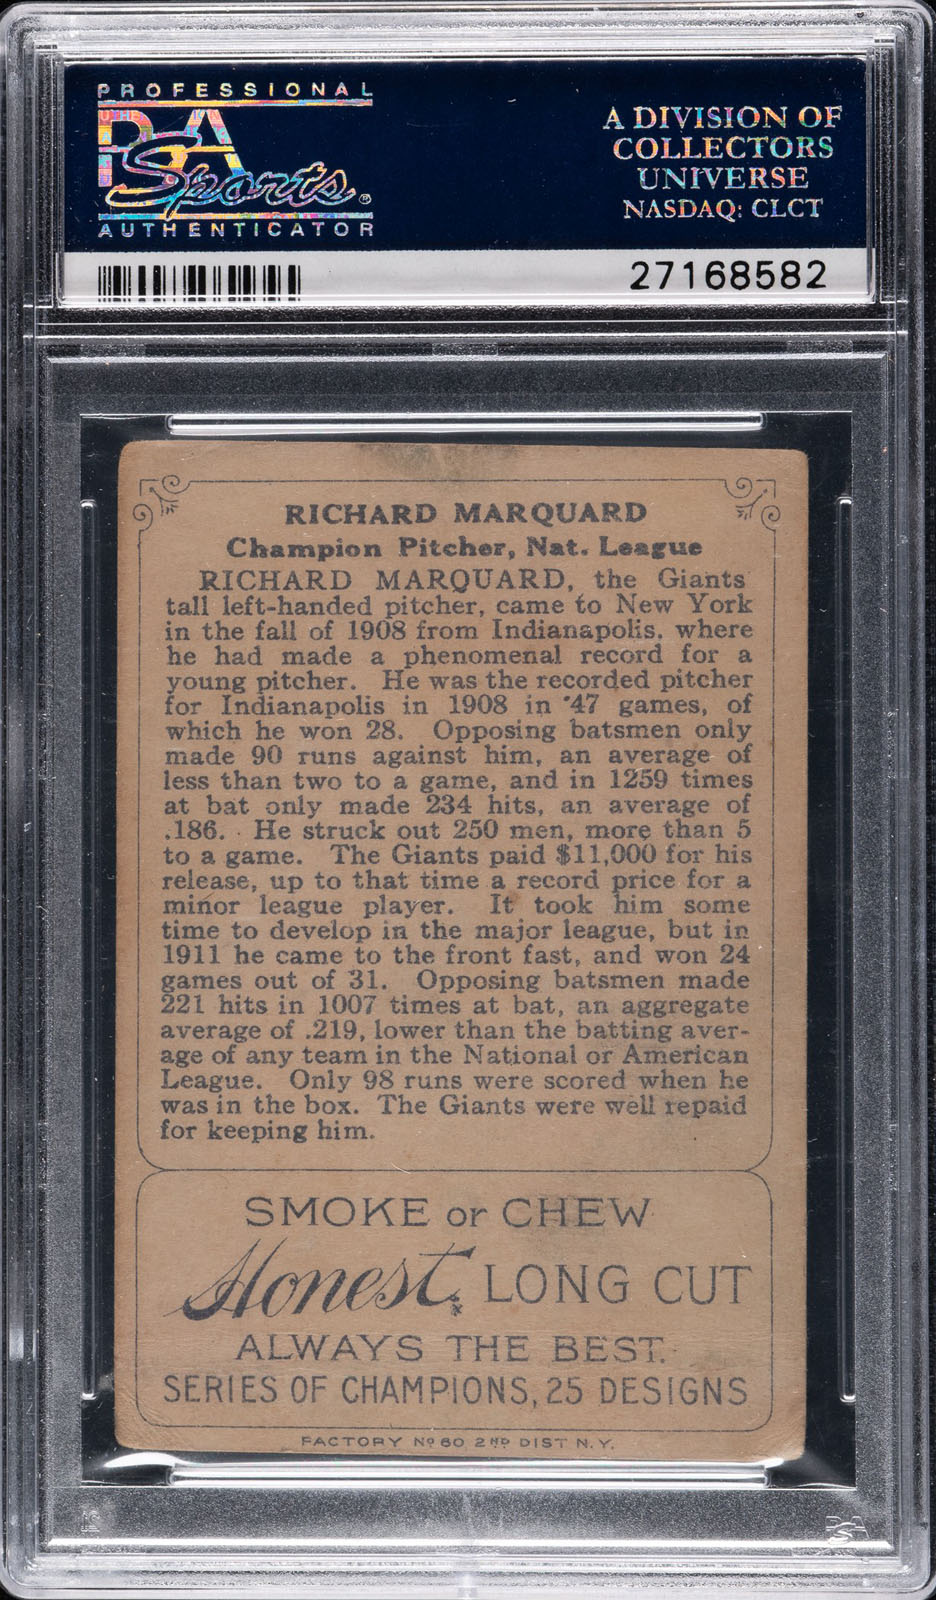 PROFESSIONAL
PSA
Sports®
AUTHENTICATOR
A DIVISION OF
COLLECTORS
UNIVERSE
NASDAQ: CLCT
27168582
RICHARD MARQUARD
Champion Pitcher, Nat. League
RICHARD MARQUARD, the Giants
tall left-handed pitcher, came to New York
in the fall of 1908 from Indianapolis. where
he had made a phenomenal record for a
young pitcher. He was the recorded pitcher
for Indianapolis in 1908 in '47 games, of
which he won 28. Opposing batsmen only
made 90 runs against him, an average of
less than two to a game, and in 1259 times
at bat only made 234 hits, an average of
.186. He struck out 250 men, more than 5
to a game. The Giants paid $11,000 for his
release, up to that time a record price for a
minor league player. It took him some
time to develop in the major league, but in
1911 he came to the front fast, and won 24
games out of 31. Opposing batsmen made
221 hits in 1007 times at bat, an aggregate
average of .219, lower than the batting aver-
age of any team in the National or American
League. Only 98 runs were scored when he
was in the box. The Giants were well repaid
for keeping him.
SMOKE or CHEW
Honest LONG CUT
ALWAYS THE BEST.
SERIES OF CHAMPIONS, 25 DESIGNS
FACTORY No 60 2ND DIST N.Y.
PSA